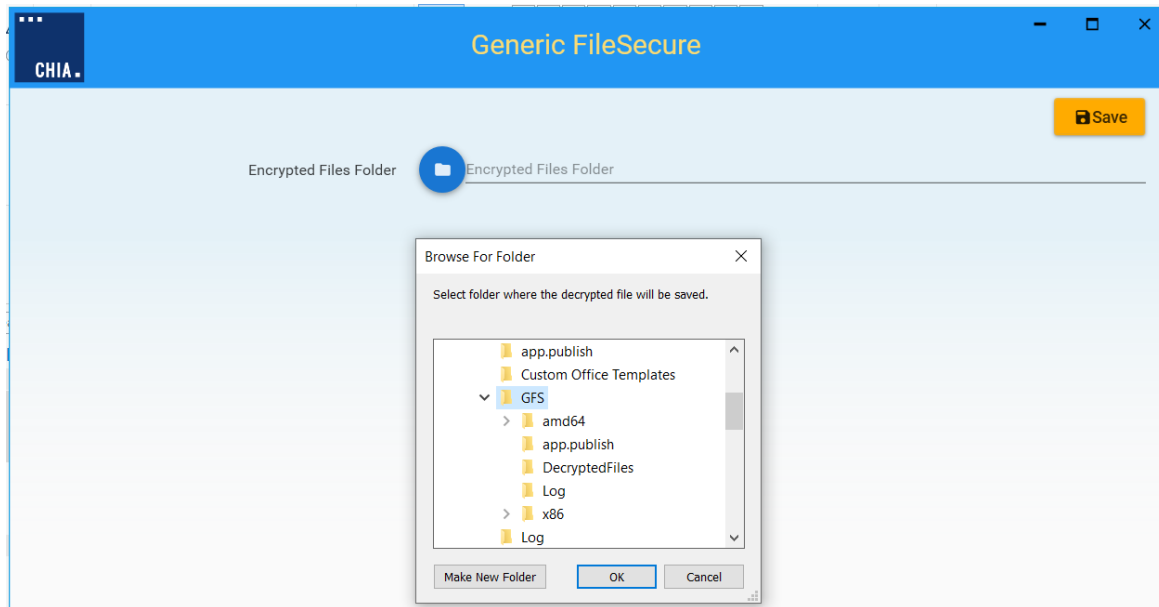 CHIA.
Generic FileSecure
Save
Encrypted Files Folder
Encrypted Files Folder
Browse For Folder
Select folder where the decrypted file will be saved.
app.publish
Custom Office Templates
GFS
amd64
app.publish
DecryptedFiles
Log
x86
Log
Make New Folder
OK
Cancel